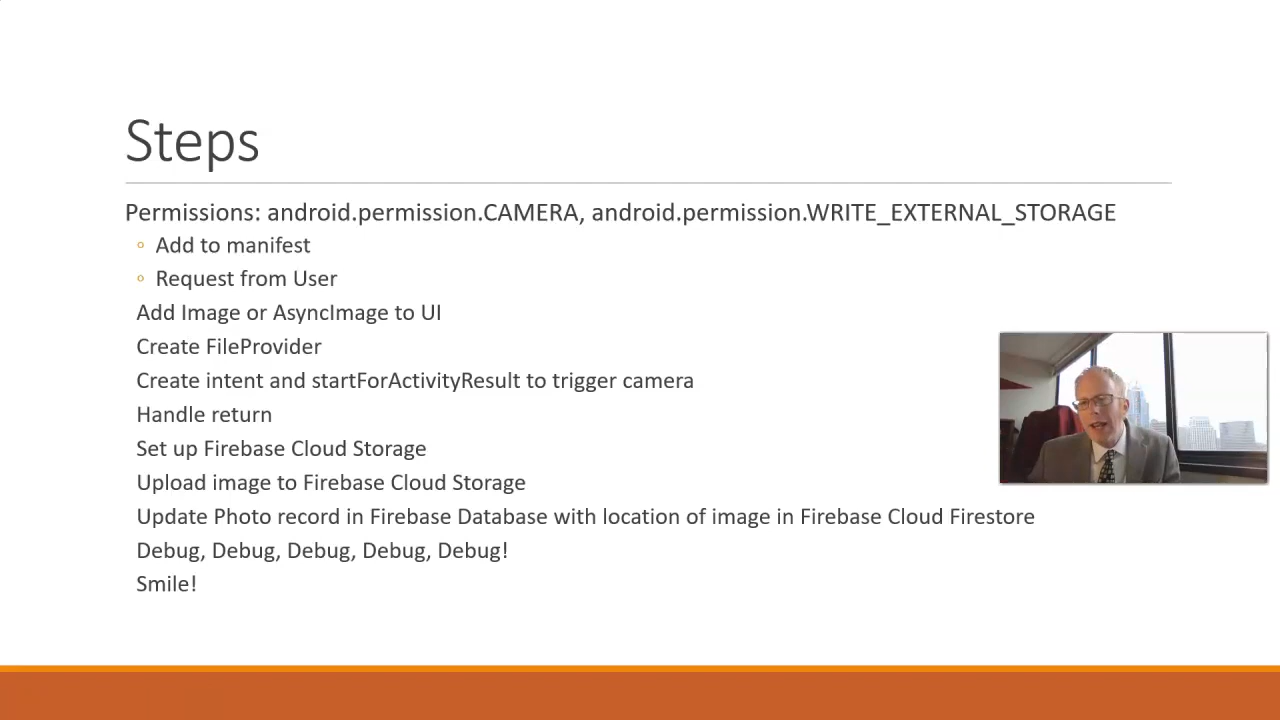 Steps
Permissions: android.permission.CAMERA, android.permission.WRITE_EXTERNAL_STORAGE
◦ Add to manifest
◦ Request from User
Add Image or AsyncImage to UI
Create FileProvider
Create intent and startForActivityResult to trigger camera
Handle return
Set up Firebase Cloud Storage
Upload image to Firebase Cloud Storage
Update Photo record in Firebase Database with location of image in Firebase Cloud Firestore
Debug, Debug, Debug, Debug, Debug!
Smile!